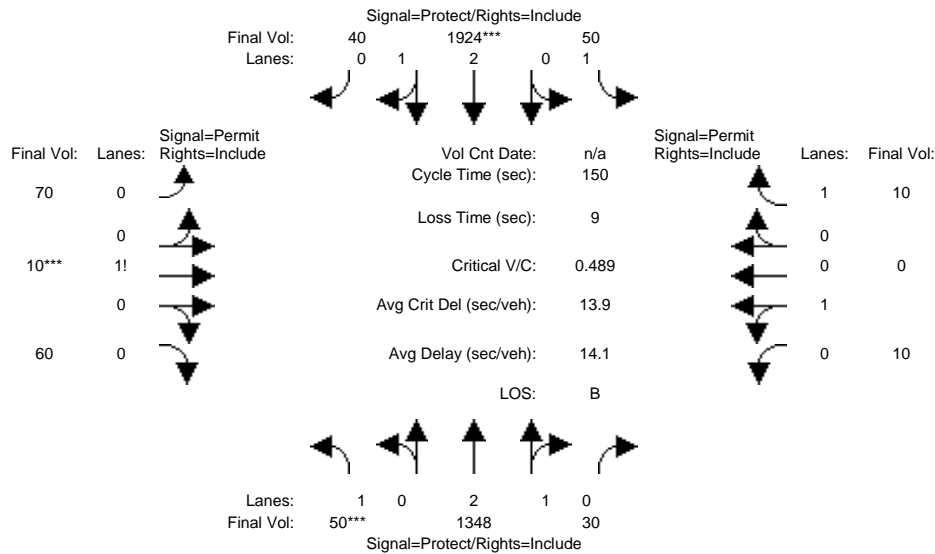 Signal=Protect/Rights=Include
Final Vol: 40 1924*** 50
Lanes: 0 1 2 0 1
Signal=Permit
Final Vol: Lanes: Rights=Include
Vol Cnt Date: n/a
Signal=Permit
Rights=Include Lanes: Final Vol:
Cycle Time (sec): 150
70 0
1 10
Loss Time (sec): 9
0
0
10*** 1!
Critical V/C: 0.489
0 0
0
Avg Crit Del (sec/veh): 13.9
1
60 0
Avg Delay (sec/veh): 14.1
0 10
LOS: B
Lanes: 1 0 2 1 0
Final Vol: 50*** 1348 30
Signal=Protect/Rights=Include